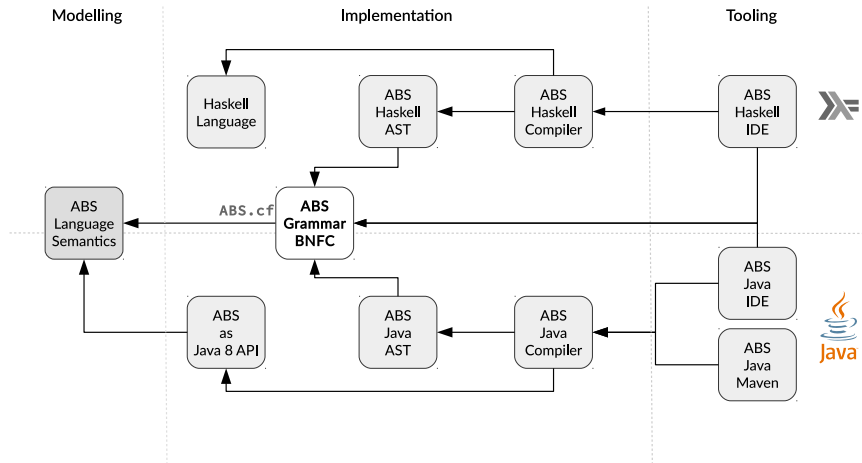 Modelling
Implementation
Tooling
Haskell
Language
ABS
Haskell
AST
ABS
Haskell
Compiler
ABS
Haskell
IDE
ABS
Language
Semantics
ABS.cf
ABS
Grammar
BNFC
ABS
Java
IDE
ABS
as
Java 8 API
ABS
Java
AST
ABS
Java
Compiler
ABS
Java
Maven
Java